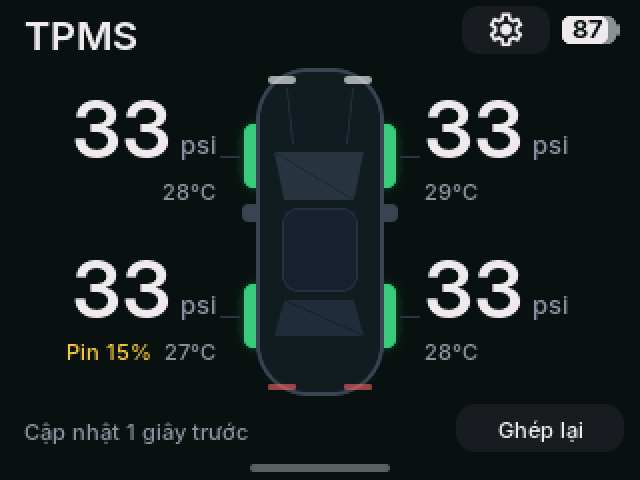 TPMS
87
33 psi
33 psi
28°C
29°C
33 psi
33 psi
Pin 15% 27°C
28°C
Cập nhật 1 giây trước
Ghép lại